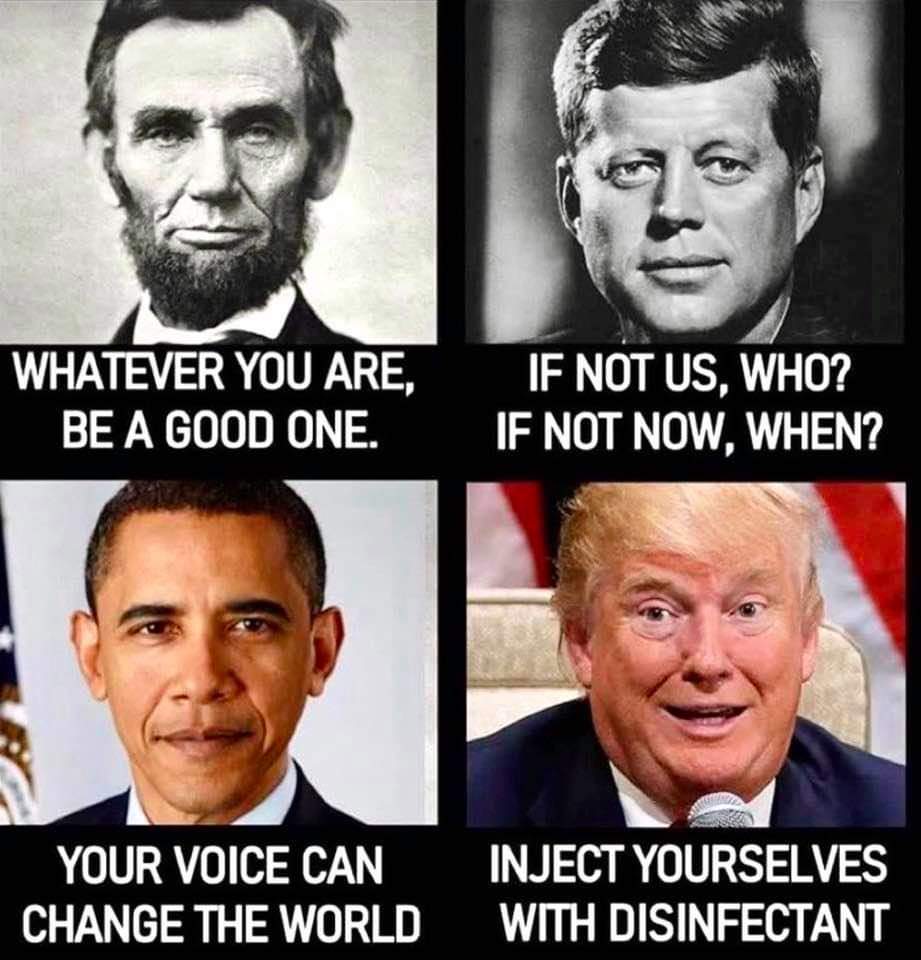 WHATEVER YOU ARE,
BE A GOOD ONE.
IF NOT US, WHO?
IF NOT NOW, WHEN?
YOUR VOICE CAN
CHANGE THE WORLD
INJECT YOURSELVES
WITH DISINFECTANT